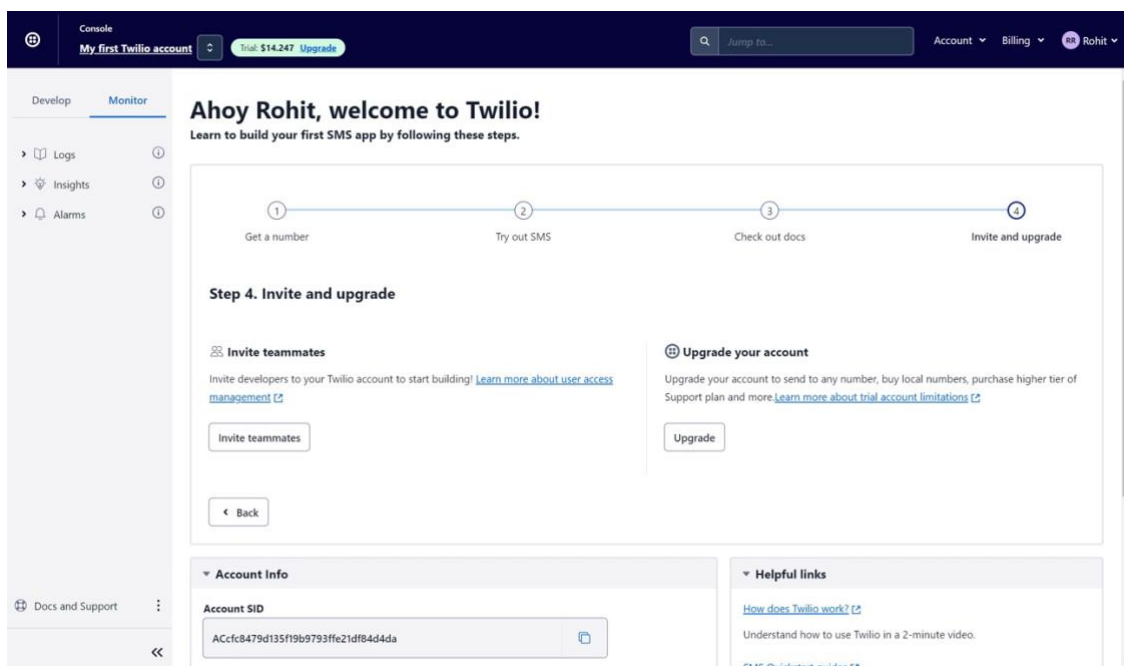 Console
My first Twilio account
Trial: $14.247 Upgrade
Jump to...
Account
Billing
RR Rohit
Develop
Monitor
Logs
Insights
Alarms
Ahoy Rohit, welcome to Twilio!
Learn to build your first SMS app by following these steps.
1
2
3
4
Get a number
Try out SMS
Check out docs
Invite and upgrade
Step 4. Invite and upgrade
Invite teammates
Invite developers to your Twilio account to start building! Learn more about user access
management
Invite teammates
Upgrade your account
Upgrade your account to send to any number, buy local numbers, purchase higher tier of
Support plan and more.Learn more about trial account limitations
Upgrade
Back
Account Info
Account SID
ACcfc8479d135f19b9793ffe21df84d4da
Helpful links
How does Twilio work?
Understand how to use Twilio in a 2-minute video.
Docs and Support